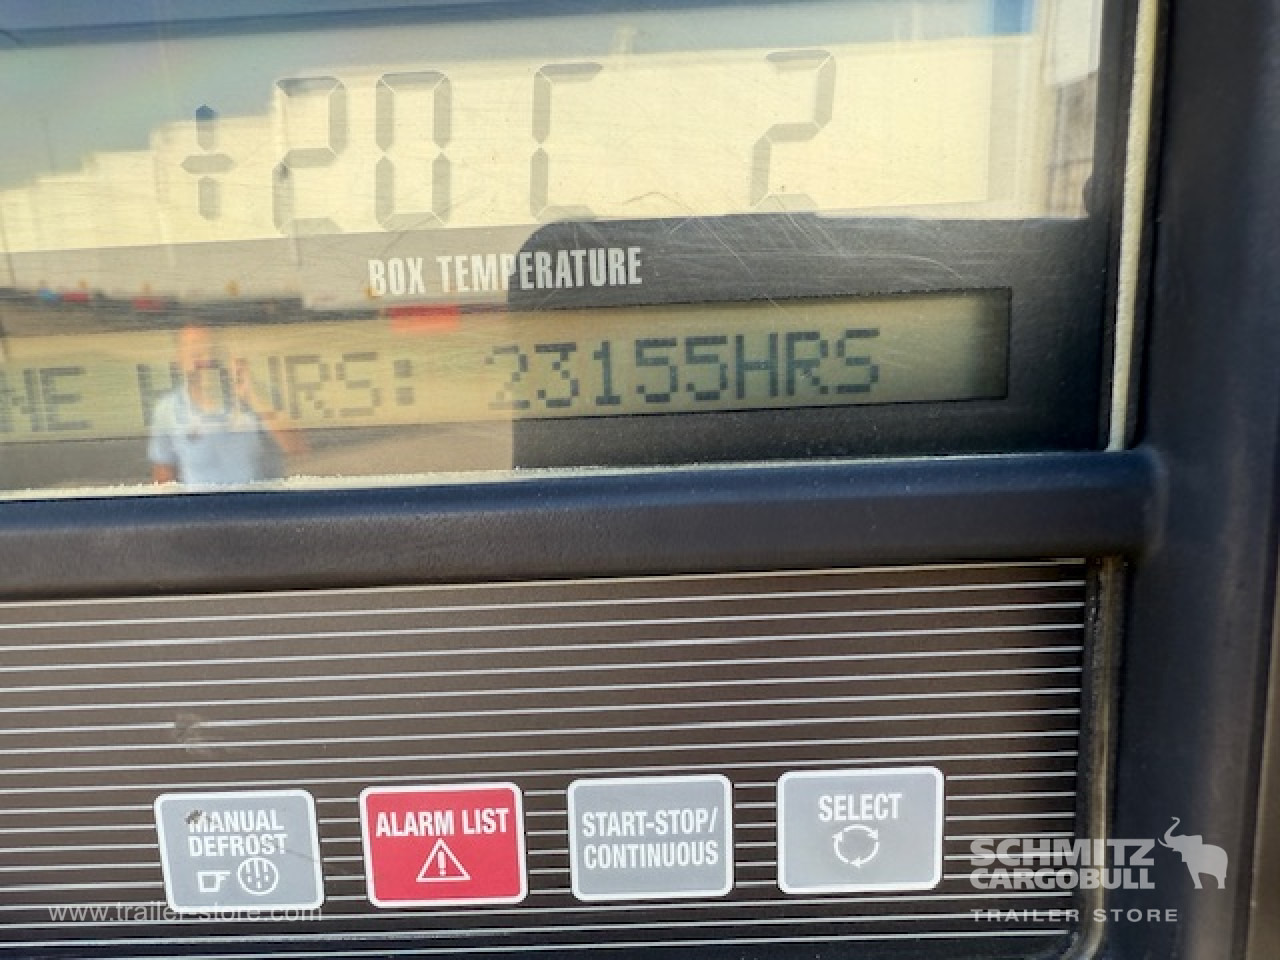 +20C 2
BOX TEMPERATURE
NE HOURS: 23155HRS
MANUAL
DEFROST
ALARM LIST
START-STOP/
CONTINUOUS
SELECT
SCHMITZ
CARGOBULL
TRAILER STORE
www.trailer-store.com